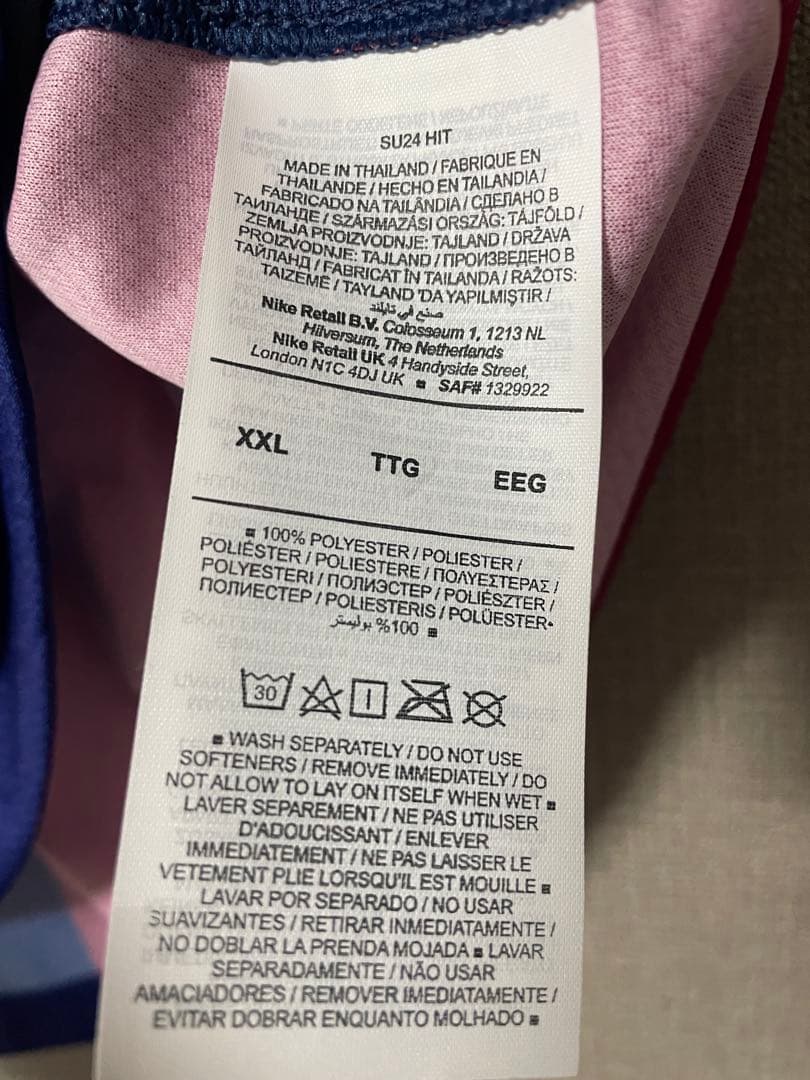 SU24 HIT
MADE IN THAILAND / FABRIQUE EN
THAILANDE / HECHO EN TAILANDIA /
FABRICADO NA TAILÂNDIA / СДЕЛАНО В
ТАИЛАНДЕ / SZÁRMAZÁSI ORSZÁG: TÁJFÖLD /
ZEMLJA PROIZVODNJE: TAJLAND / DRŽAVA
PROIZVODNJE: TAJLAND / ПРОИЗВЕДЕНО В
ТАЙЛАНД / FABRICAT ÎN TAILANDA / RAŽOTS:
TAIZEMĒ / TAYLAND 'DA YAPILMIŞTIR /
صنع في تايلند
Nike Retail B.V. Colosseum 1, 1213 NL
Hilversum, The Netherlands
Nike Retail UK 4 Handyside Street,
London N1C 4DJ UK ■ SAF# 1329922
XXL TTG EEG
■ 100% POLYESTER / POLIESTER /
POLIÉSTER / POLIESTERE / ΠΟΛΥΕΣΤΕΡΑΣ /
POLYESTERI / ПОЛИЭСТЕР / POLIÉSZTER /
ПОЛИЕСТЕР / POLIESTERIS / POLÜESTER•
100% بوليستر ■
30
■ WASH SEPARATELY / DO NOT USE
SOFTENERS / REMOVE IMMEDIATELY / DO
NOT ALLOW TO LAY ON ITSELF WHEN WET ■
LAVER SEPAREMENT / NE PAS UTILISER
D'ADOUCISSANT / ENLEVER
IMMEDIATEMENT / NE PAS LAISSER LE
VETEMENT PLIE LORSQU'IL EST MOUILLE ■
LAVAR POR SEPARADO / NO USAR
SUAVIZANTES / RETIRAR INMEDIATAMENTE /
NO DOBLAR LA PRENDA MOJADA ■ LAVAR
SEPARADAMENTE / NÃO USAR
AMACIADORES / REMOVER IMEDIATAMENTE /
EVITAR DOBRAR ENQUANTO MOLHADO ■